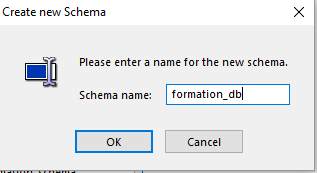 Create new Schema
Please enter a name for the new schema.
Schema name: formation_db
OK Cancel